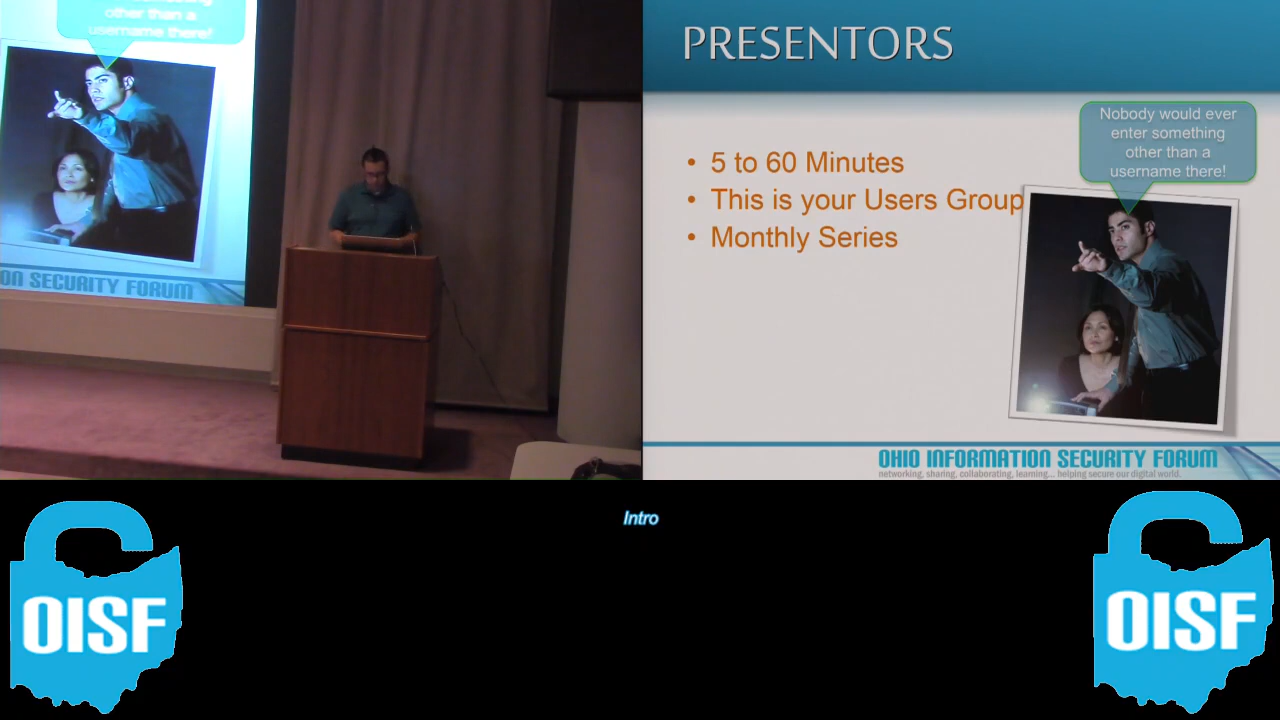 other than a
username there!
ON SECURITY FORUM
PRESENTORS
Nobody would ever
enter something
other than a
username there!
• 5 to 60 Minutes
• This is your Users Group
• Monthly Series
OHIO INFORMATION SECURITY FORUM
networking, sharing, collaborating, learning... helping secure our digital world.
Intro
OISF
OISF